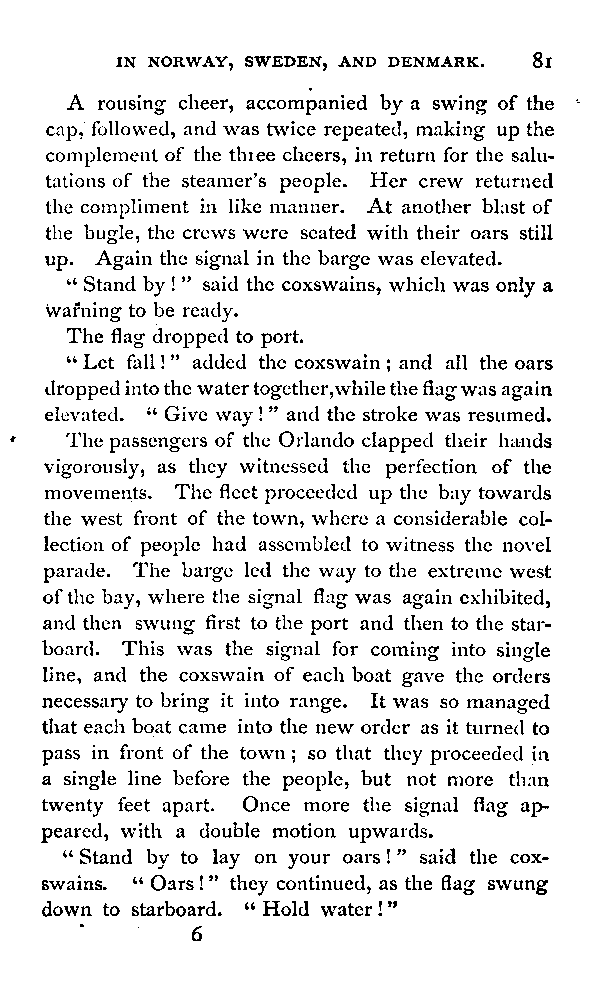 IN NORWAY, SWEDEN, AND DENMARK. 81
A rousing cheer, accompanied by a swing of the
cap, followed, and was twice repeated, making up the
complement of the three cheers, in return for the salu-
tations of the steamer's people. Her crew returned
the compliment in like manner. At another blast of
the bugle, the crews were seated with their oars still
up. Again the signal in the barge was elevated.
“Stand by!” said the coxswains, which was only a
warning to be ready.
The flag dropped to port.
“Let fall!” added the coxswain; and all the oars
dropped into the water together, while the flag was again
elevated. “Give way!” and the stroke was resumed.
The passengers of the Orlando clapped their hands
vigorously, as they witnessed the perfection of the
movements. The fleet proceeded up the bay towards
the west front of the town, where a considerable col-
lection of people had assembled to witness the novel
parade. The barge led the way to the extreme west
of the bay, where the signal flag was again exhibited,
and then swung first to the port and then to the star-
board. This was the signal for coming into single
line, and the coxswain of each boat gave the orders
necessary to bring it into range. It was so managed
that each boat came into the new order as it turned to
pass in front of the town; so that they proceeded in
a single line before the people, but not more than
twenty feet apart. Once more the signal flag ap-
peared, with a double motion upwards.
“Stand by to lay on your oars!” said the cox-
swains. “Oars!” they continued, as the flag swung
down to starboard. “Hold water!”
6